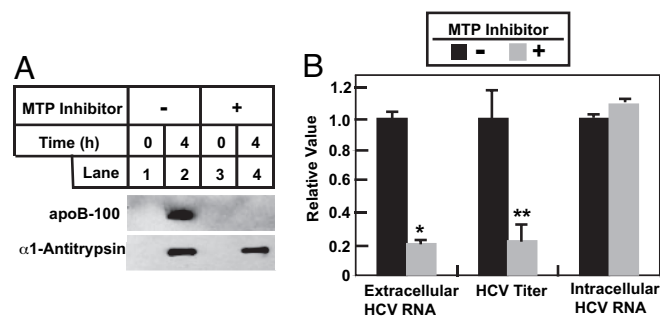 A
MTP Inhibitor - +
Time (h) 0 4 0 4
Lane 1 2 3 4
apoB-100
α1-Antitrypsin
B
MTP Inhibitor
- +
Relative Value
1.2
1.0
0.8
0.6
0.4
0.2
0
*
**
Extracellular HCV RNA
HCV Titer
Intracellular HCV RNA